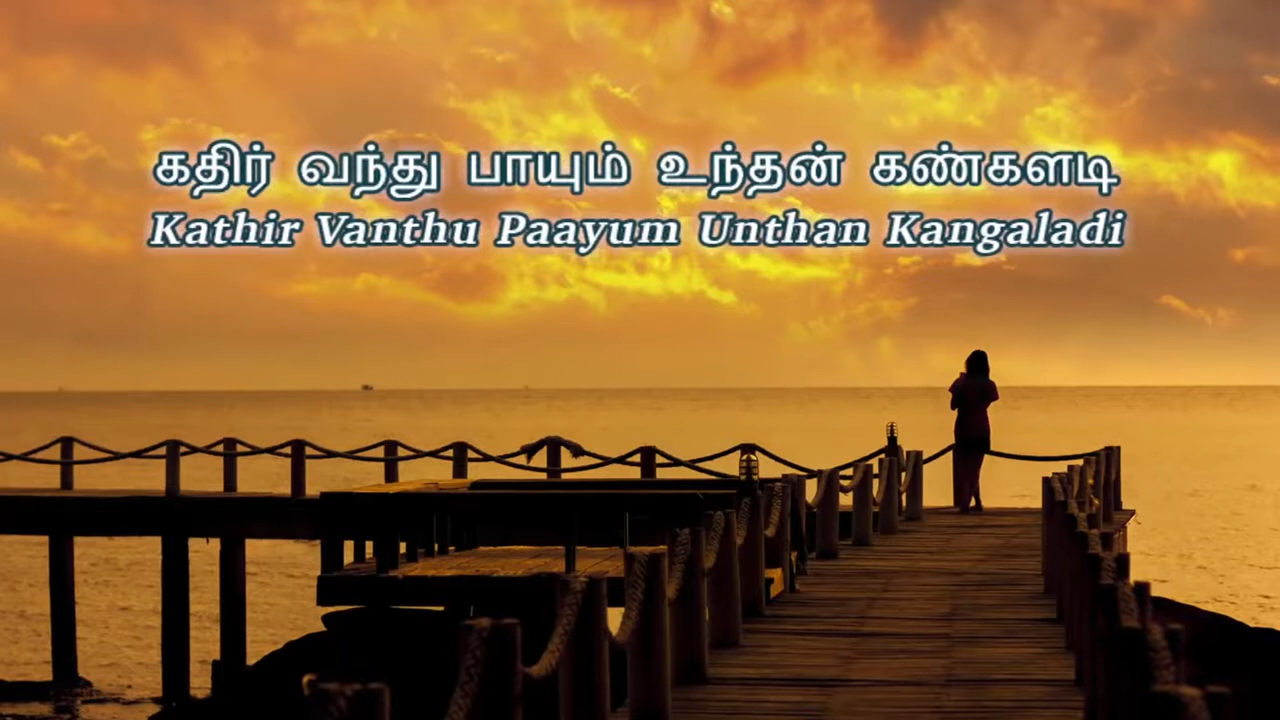 கதிர் வந்து பாயும் உந்தன் கண்களடி
Kathir Vanthu Paayum Unthan Kangaladi